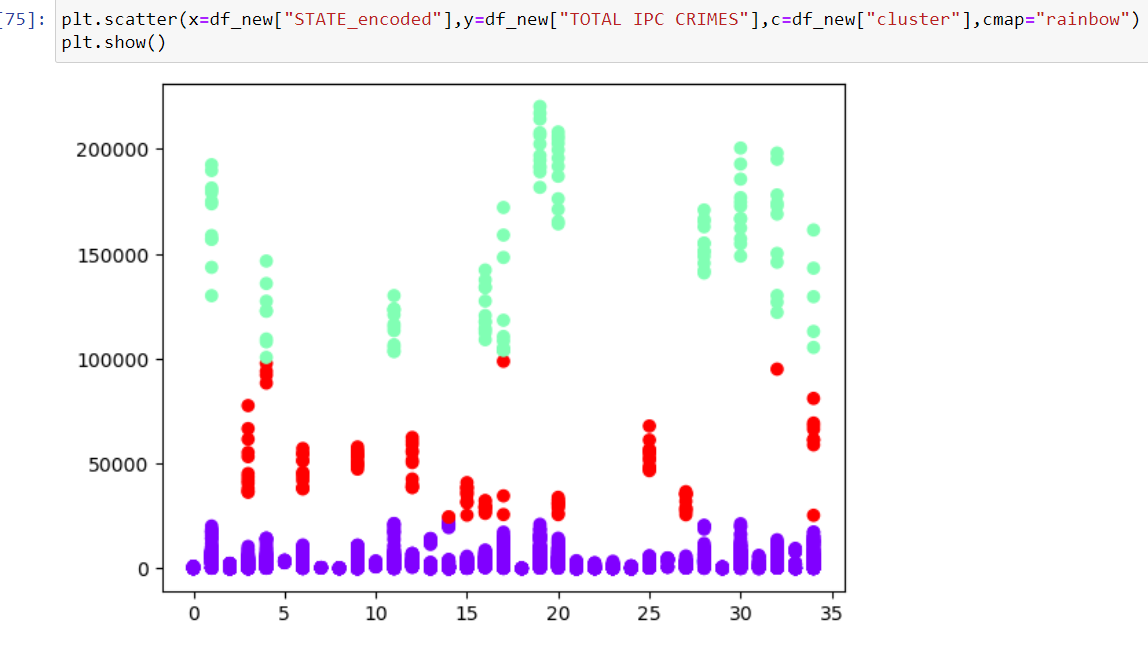 [75]: plt.scatter(x=df_new["STATE_encoded"],y=df_new["TOTAL IPC CRIMES"],c=df_new["cluster"],cmap="rainbow")
plt.show()
200000
150000
100000
50000
0
0 5 10 15 20 25 30 35